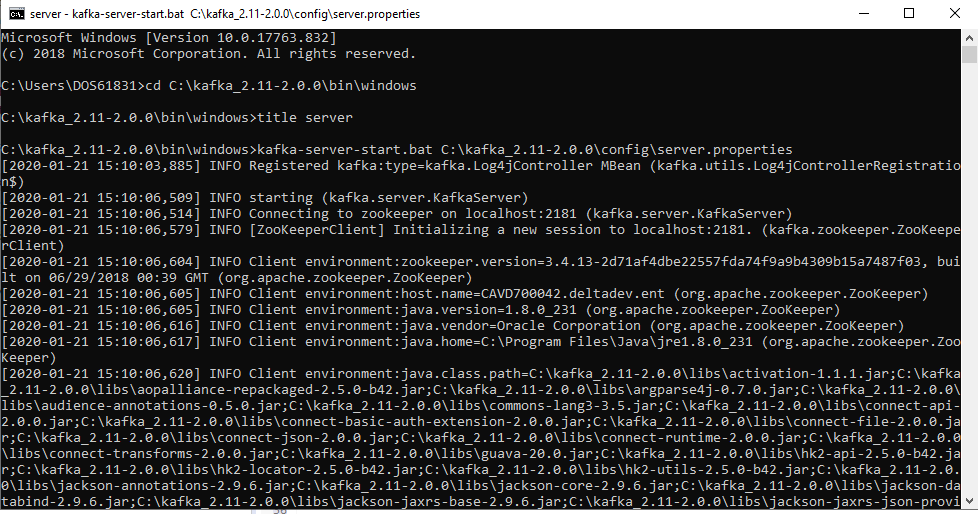 server - kafka-server-start.bat  C:\kafka_2.11-2.0.0\config\server.properties
Microsoft Windows [Version 10.0.17763.832]
(c) 2018 Microsoft Corporation. All rights reserved.
C:\Users\DOS61831>cd C:\kafka_2.11-2.0.0\bin\windows
C:\kafka_2.11-2.0.0\bin\windows>title server
C:\kafka_2.11-2.0.0\bin\windows>kafka-server-start.bat C:\kafka_2.11-2.0.0\config\server.properties
[2020-01-21 15:10:03,885] INFO Registered kafka:type=kafka.Log4jController MBean (kafka.utils.Log4jControllerRegistratio
n$)
[2020-01-21 15:10:06,509] INFO starting (kafka.server.KafkaServer)
[2020-01-21 15:10:06,514] INFO Connecting to zookeeper on localhost:2181 (kafka.server.KafkaServer)
[2020-01-21 15:10:06,579] INFO [ZooKeeperClient] Initializing a new session to localhost:2181. (kafka.zookeeper.ZooKeepe
rClient)
[2020-01-21 15:10:06,604] INFO Client environment:zookeeper.version=3.4.13-2d71af4dbe22557fda74f9a9b4309b15a7487f03, bui
lt on 06/29/2018 00:39 GMT (org.apache.zookeeper.ZooKeeper)
[2020-01-21 15:10:06,605] INFO Client environment:host.name=CAVD700042.deltadev.ent (org.apache.zookeeper.ZooKeeper)
[2020-01-21 15:10:06,605] INFO Client environment:java.version=1.8.0_231 (org.apache.zookeeper.ZooKeeper)
[2020-01-21 15:10:06,616] INFO Client environment:java.vendor=Oracle Corporation (org.apache.zookeeper.ZooKeeper)
[2020-01-21 15:10:06,617] INFO Client environment:java.home=C:\Program Files\Java\jre1.8.0_231 (org.apache.zookeeper.Zoo
Keeper)
[2020-01-21 15:10:06,620] INFO Client environment:java.class.path=C:\kafka_2.11-2.0.0\libs\activation-1.1.1.jar;C:\kafka
_2.11-2.0.0\libs\aopalliance-repackaged-2.5.0-b42.jar;C:\kafka_2.11-2.0.0\libs\argparse4j-0.7.0.jar;C:\kafka_2.11-2.0.0\
libs\audience-annotations-0.5.0.jar;C:\kafka_2.11-2.0.0\libs\commons-lang3-3.5.jar;C:\kafka_2.11-2.0.0\libs\connect-api-
2.0.0.jar;C:\kafka_2.11-2.0.0\libs\connect-basic-auth-extension-2.0.0.jar;C:\kafka_2.11-2.0.0\libs\connect-file-2.0.0.ja
r;C:\kafka_2.11-2.0.0\libs\connect-json-2.0.0.jar;C:\kafka_2.11-2.0.0\libs\connect-runtime-2.0.0.jar;C:\kafka_2.11-2.0.0
\libs\connect-transforms-2.0.0.jar;C:\kafka_2.11-2.0.0\libs\guava-20.0.jar;C:\kafka_2.11-2.0.0\libs\hk2-api-2.5.0-b42.ja
r;C:\kafka_2.11-2.0.0\libs\hk2-locator-2.5.0-b42.jar;C:\kafka_2.11-2.0.0\libs\hk2-utils-2.5.0-b42.jar;C:\kafka_2.11-2.0.
0\libs\jackson-annotations-2.9.6.jar;C:\kafka_2.11-2.0.0\libs\jackson-core-2.9.6.jar;C:\kafka_2.11-2.0.0\libs\jackson-da
tabind-2.9.6.jar;C:\kafka_2.11-2.0.0\libs\jackson-jaxrs-base-2.9.6.jar;C:\kafka_2.11-2.0.0\libs\jackson-jaxrs-json-provi